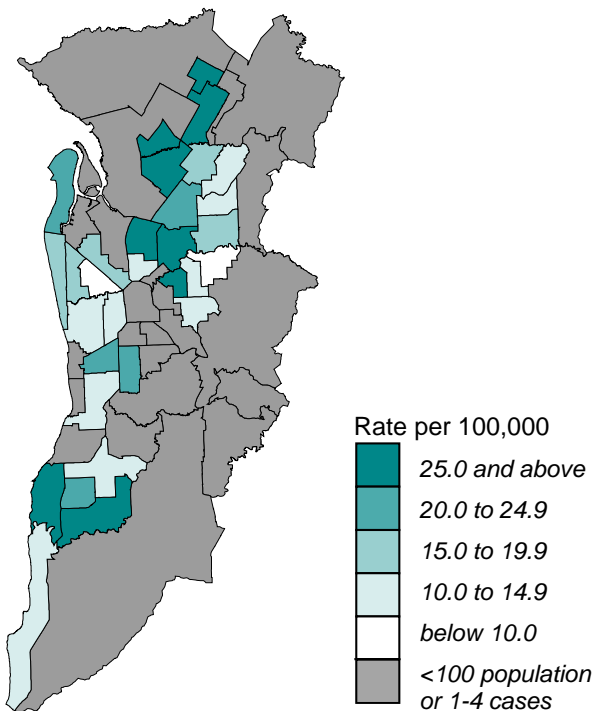 Rate per 100,000
25.0 and above
20.0 to 24.9
15.0 to 19.9
10.0 to 14.9
below 10.0
<100 population
or 1-4 cases